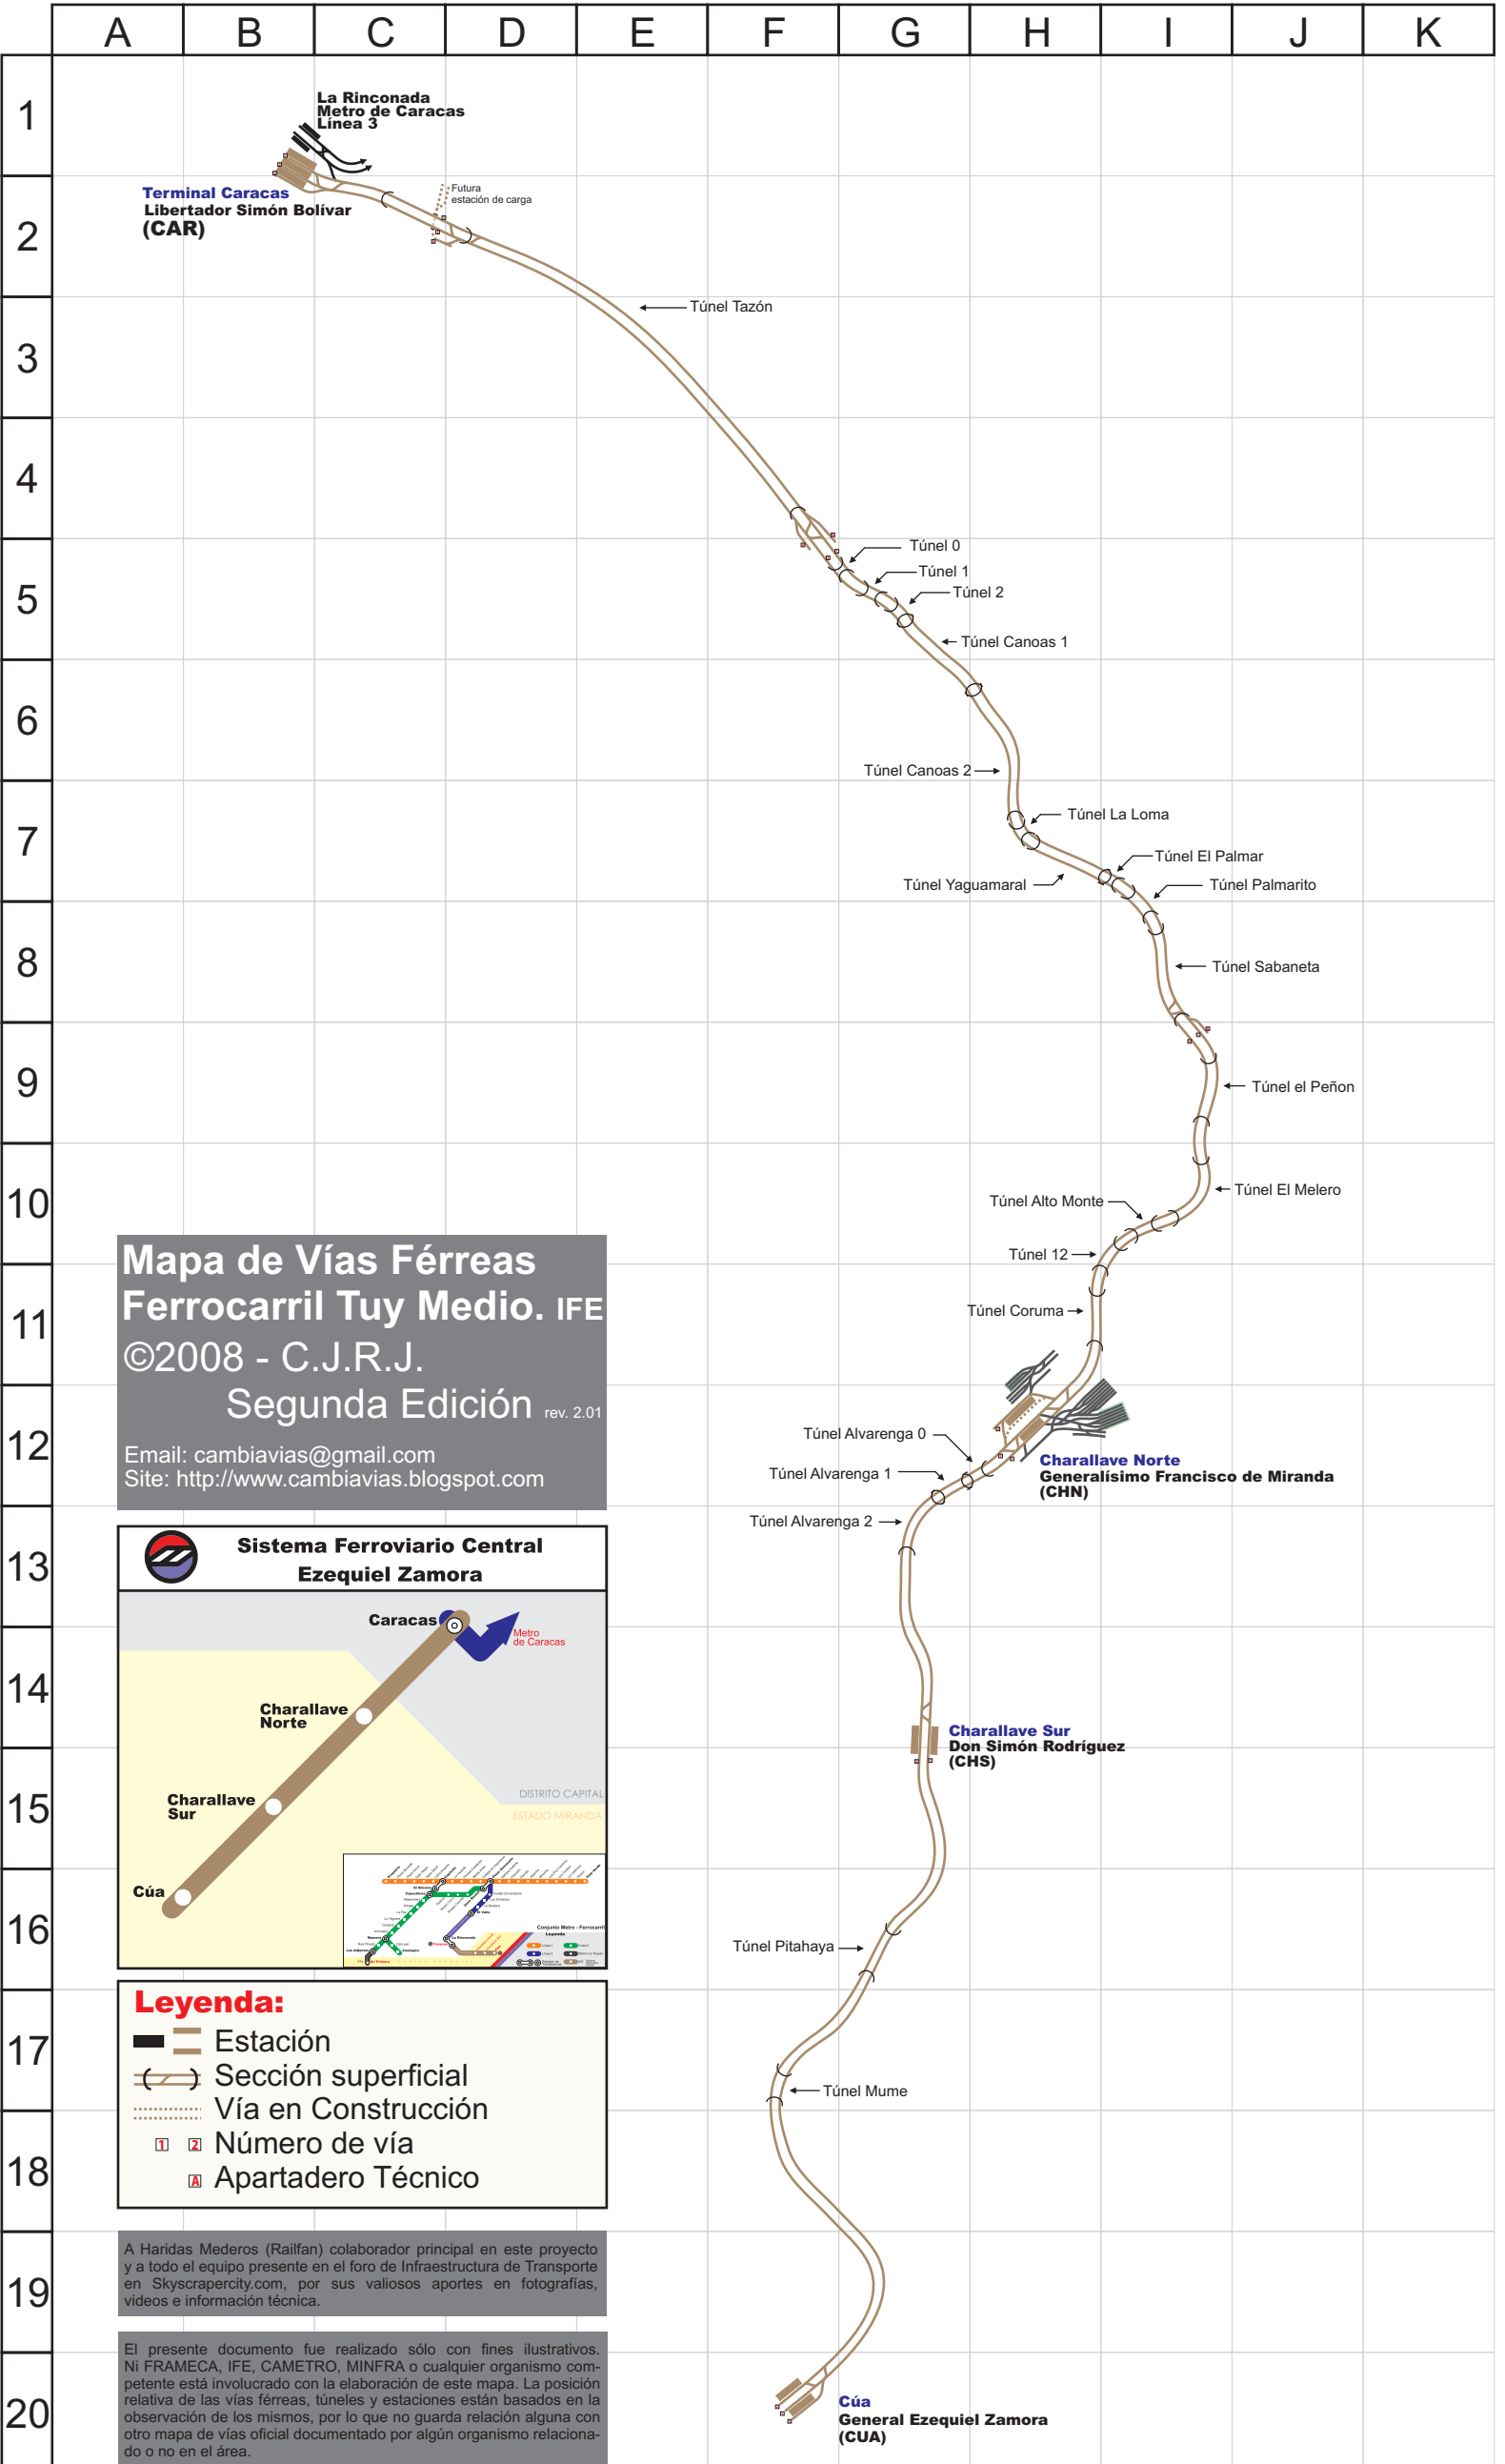 A B C D E F G H I J K
1
2
3
4
5
6
7
8
9
10
11
12
13
14
15
16
17
18
19
20
La Rinconada
Metro de Caracas
Línea 3
Terminal Caracas
Libertador Simón Bolívar
(CAR)
Futura
estación de carga
Túnel Tazón
Túnel 0
Túnel 1
Túnel 2
Túnel Canoas 1
Túnel Canoas 2
Túnel La Loma
Túnel El Palmar
Túnel Yaguamaral
Túnel Palmarito
Túnel Sabaneta
Túnel el Peñon
Túnel El Melero
Túnel Alto Monte
Túnel 12
Túnel Coruma
Túnel Alvarenga 0
Charallave Norte
Generalísimo Francisco de Miranda
(CHN)
Túnel Alvarenga 1
Túnel Alvarenga 2
Charallave Sur
Don Simón Rodríguez
(CHS)
Túnel Pitahaya
Túnel Mume
Cúa
General Ezequiel Zamora
(CUA)
Mapa de Vías Férreas
Ferrocarril Tuy Medio. IFE
©2008 - C.J.R.J.
Segunda Edición rev. 2.01
Email: cambiavias@gmail.com
Site: http://www.cambiavias.blogspot.com
Sistema Ferroviario Central
Ezequiel Zamora
Caracas
Metro
de Caracas
Charallave
Norte
Charallave
Sur
Cúa
DISTRITO CAPITAL
ESTADO MIRANDA
Conjunto Metro - Ferrocarril
Leyenda
Leyenda:
Estación
Sección superficial
Vía en Construcción
1 2 Número de vía
A Apartadero Técnico
A Haridas Mederos (Railfan) colaborador principal en este proyecto
y a todo el equipo presente en el foro de Infraestructura de Transporte
en Skyscrapercity.com, por sus valiosos aportes en fotografías,
videos e información técnica.
El presente documento fue realizado sólo con fines ilustrativos.
Ni FRAMECA, IFE, CAMETRO, MINFRA o cualquier organismo com-
petente está involucrado con la elaboración de este mapa. La posición
relativa de las vías férreas, túneles y estaciones están basados en la
observación de los mismos, por lo que no guarda relación alguna con
otro mapa de vías oficial documentado por algún organismo relaciona-
do o no en el área.